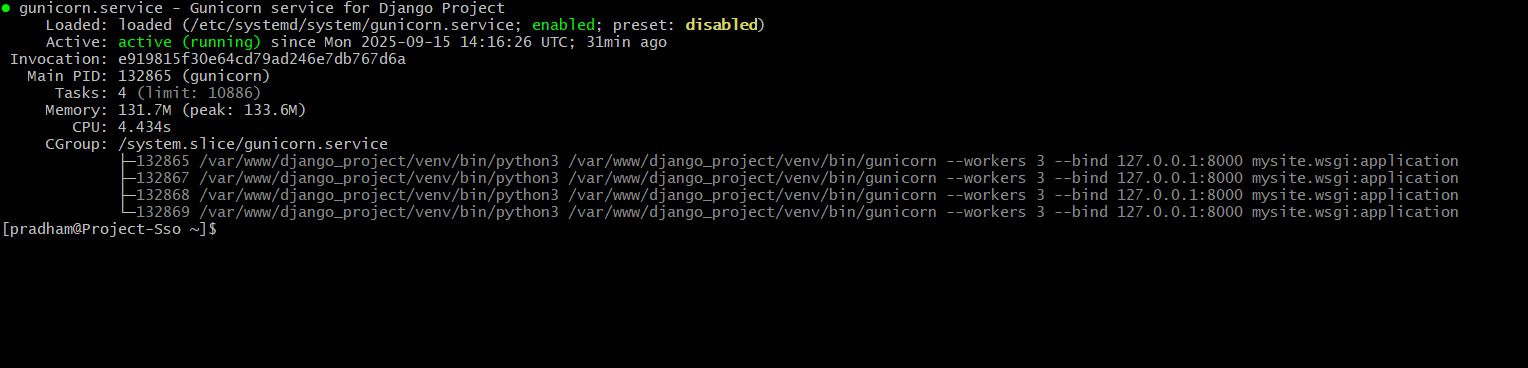 ● gunicorn.service - Gunicorn service for Django Project
     Loaded: loaded (/etc/systemd/system/gunicorn.service; enabled; preset: disabled)
     Active: active (running) since Mon 2025-09-15 14:16:26 UTC; 31min ago
 Invocation: e919815f30e64cd79ad246e7db767d6a
   Main PID: 132865 (gunicorn)
      Tasks: 4 (limit: 10886)
     Memory: 131.7M (peak: 133.6M)
        CPU: 4.434s
     CGroup: /system.slice/gunicorn.service
             ├─132865 /var/www/django_project/venv/bin/python3 /var/www/django_project/venv/bin/gunicorn --workers 3 --bind 127.0.0.1:8000 mysite.wsgi:application
             ├─132867 /var/www/django_project/venv/bin/python3 /var/www/django_project/venv/bin/gunicorn --workers 3 --bind 127.0.0.1:8000 mysite.wsgi:application
             ├─132868 /var/www/django_project/venv/bin/python3 /var/www/django_project/venv/bin/gunicorn --workers 3 --bind 127.0.0.1:8000 mysite.wsgi:application
             └─132869 /var/www/django_project/venv/bin/python3 /var/www/django_project/venv/bin/gunicorn --workers 3 --bind 127.0.0.1:8000 mysite.wsgi:application
[pradham@Project-Sso ~]$